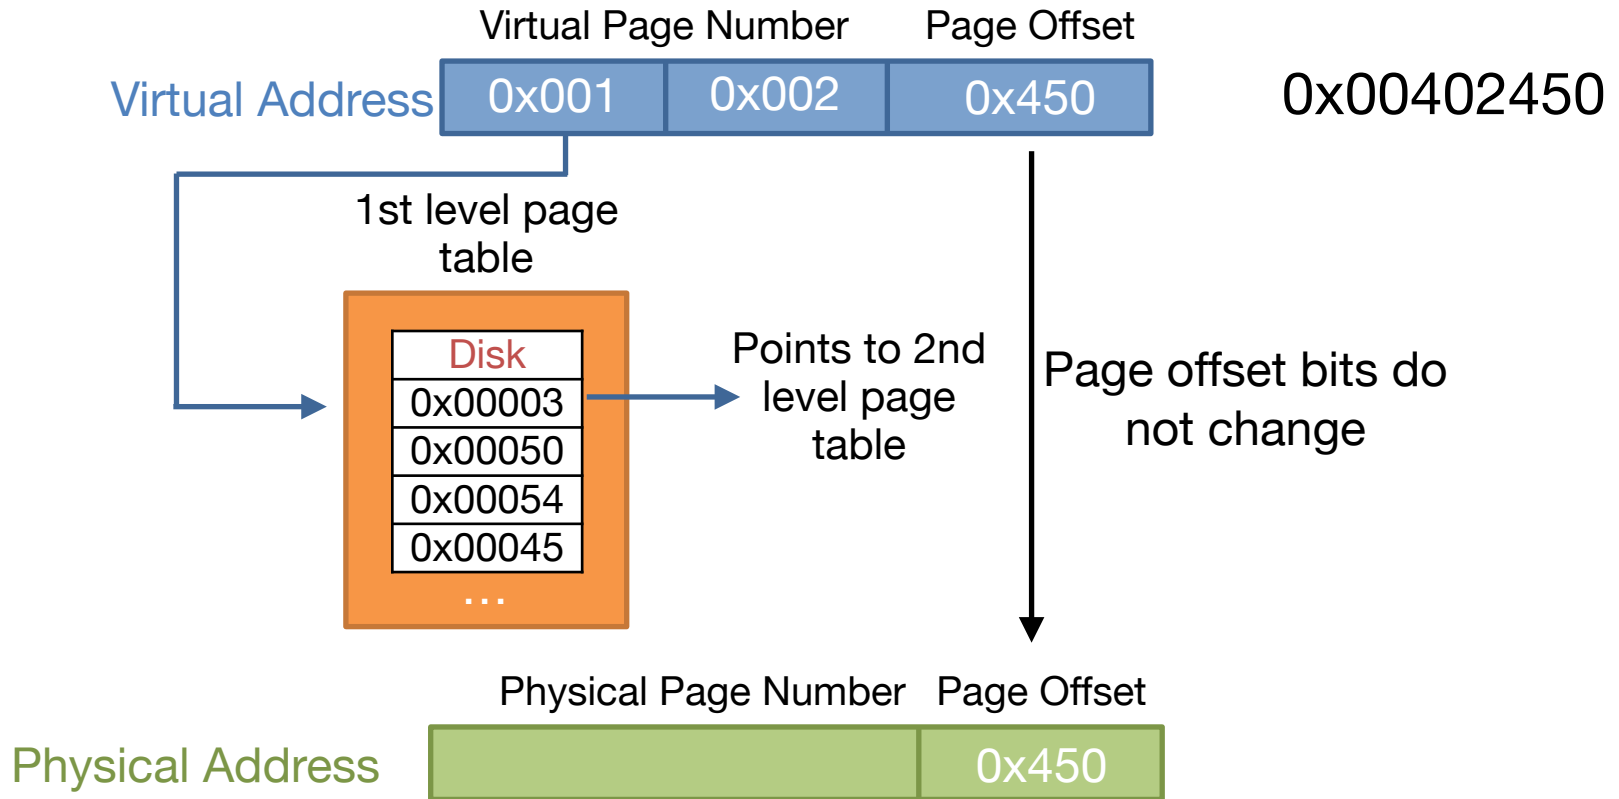 Virtual Page Number Page Offset
Virtual Address 0x001 0x002 0x450 0x00402450
1st level page
table
Disk
0x00003
0x00050
0x00054
0x00045
...
Points to 2nd
level page
table
Page offset bits do
not change
Physical Page Number Page Offset
Physical Address 0x450